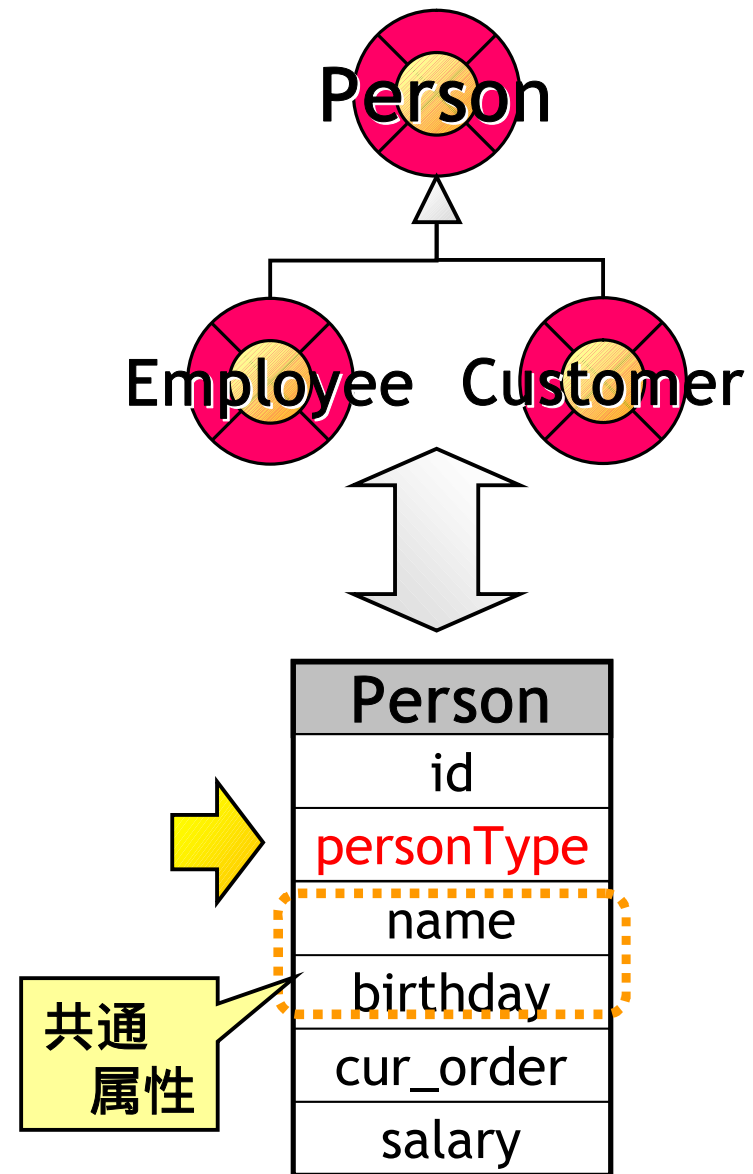 Person
Employee
Customer
Person
id
personType
name
birthday
共通
属性
cur_order
salary